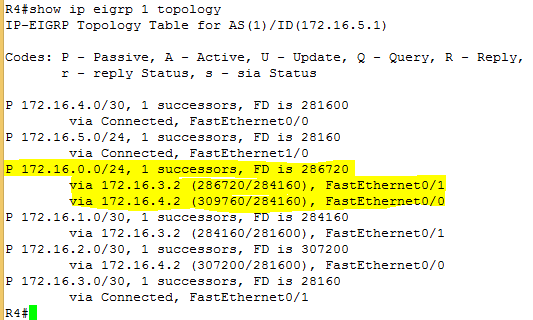 R4#show ip eigrp 1 topology
IP-EIGRP Topology Table for AS(1)/ID(172.16.5.1)
Codes: P - Passive, A - Active, U - Update, Q - Query, R - Reply,
r - reply Status, s - sia Status
P 172.16.4.0/30, 1 successors, FD is 281600
via Connected, FastEthernet0/0
P 172.16.5.0/24, 1 successors, FD is 28160
via Connected, FastEthernet1/0
P 172.16.0.0/24, 1 successors, FD is 286720
via 172.16.3.2 (286720/284160), FastEthernet0/1
via 172.16.4.2 (309760/284160), FastEthernet0/0
P 172.16.1.0/30, 1 successors, FD is 284160
via 172.16.3.2 (284160/281600), FastEthernet0/1
P 172.16.2.0/30, 1 successors, FD is 307200
via 172.16.4.2 (307200/281600), FastEthernet0/0
P 172.16.3.0/30, 1 successors, FD is 28160
via Connected, FastEthernet0/1
R4#